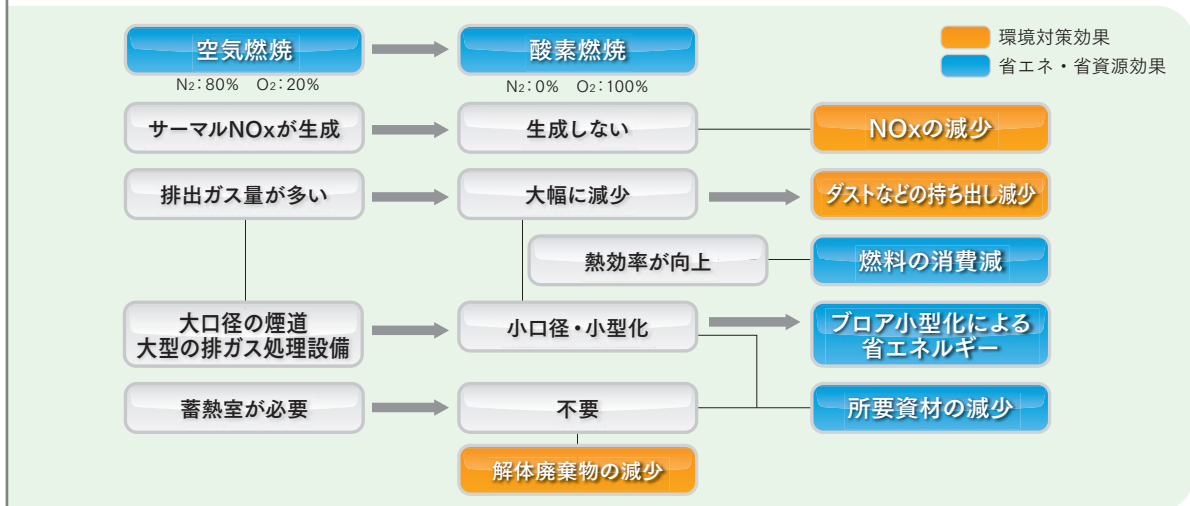 空気燃焼
酸素燃焼
環境対策効果
省エネ・省資源効果
N₂：80%　O₂：20%
N₂：0%　O₂：100%
サーマルNOxが生成
生成しない
NOxの減少
排出ガス量が多い
大幅に減少
ダストなどの持ち出し減少
熱効率が向上
燃料の消費減
大口径の煙道
大型の排ガス処理設備
小口径・小型化
ブロア小型化による
省エネルギー
蓄熱室が必要
不要
所要資材の減少
解体廃棄物の減少